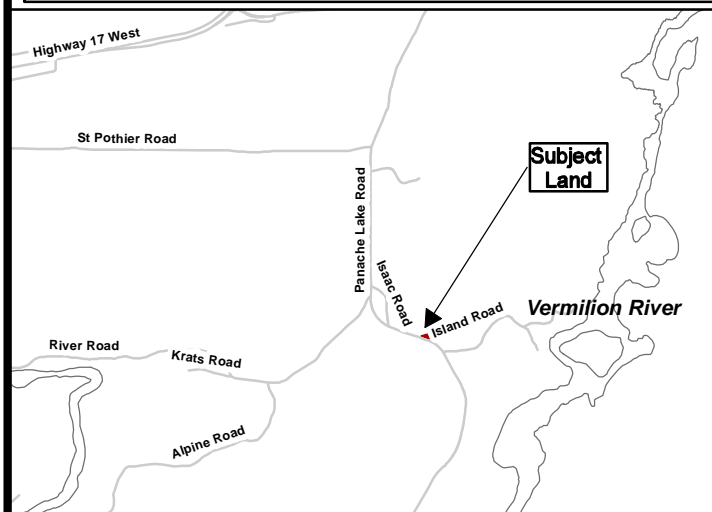 Highway 17 West
St Pothier Road
Subject
Land
Panache Lake Road
Isaac Road
Island Road
Vermilion River
River Road
Krats Road
Alpine Road